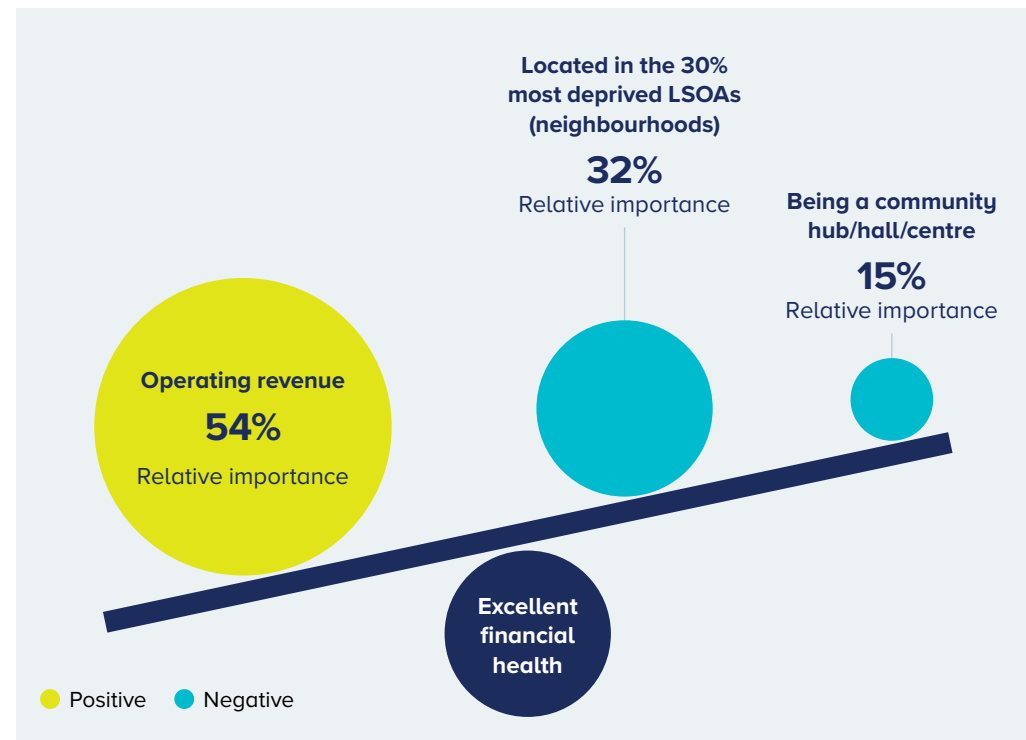 Located in the 30%
most deprived LSOAs
(neighbourhoods)
32%
Relative importance
Being a community
hub/hall/centre
15%
Relative importance
Operating revenue
54%
Relative importance
Excellent
financial
health
Positive
Negative